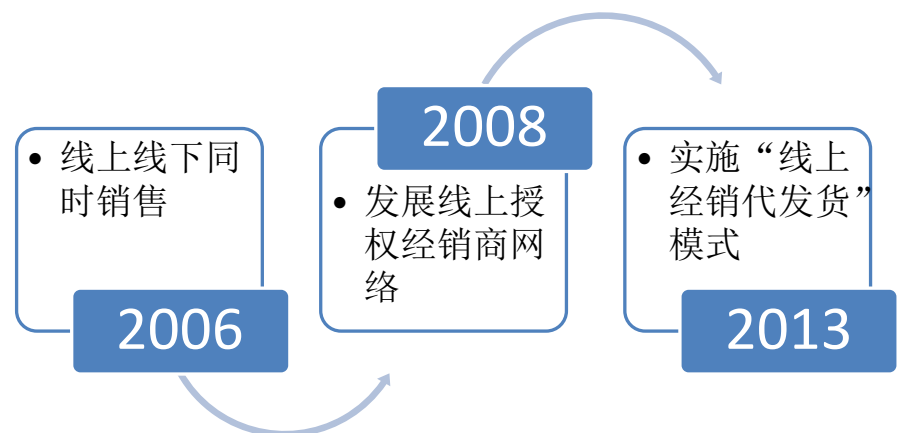 • 线上线下同
时销售
2006
2008
• 发展线上授
权经销商网
络
• 实施“线上
经销代发货”
模式
2013